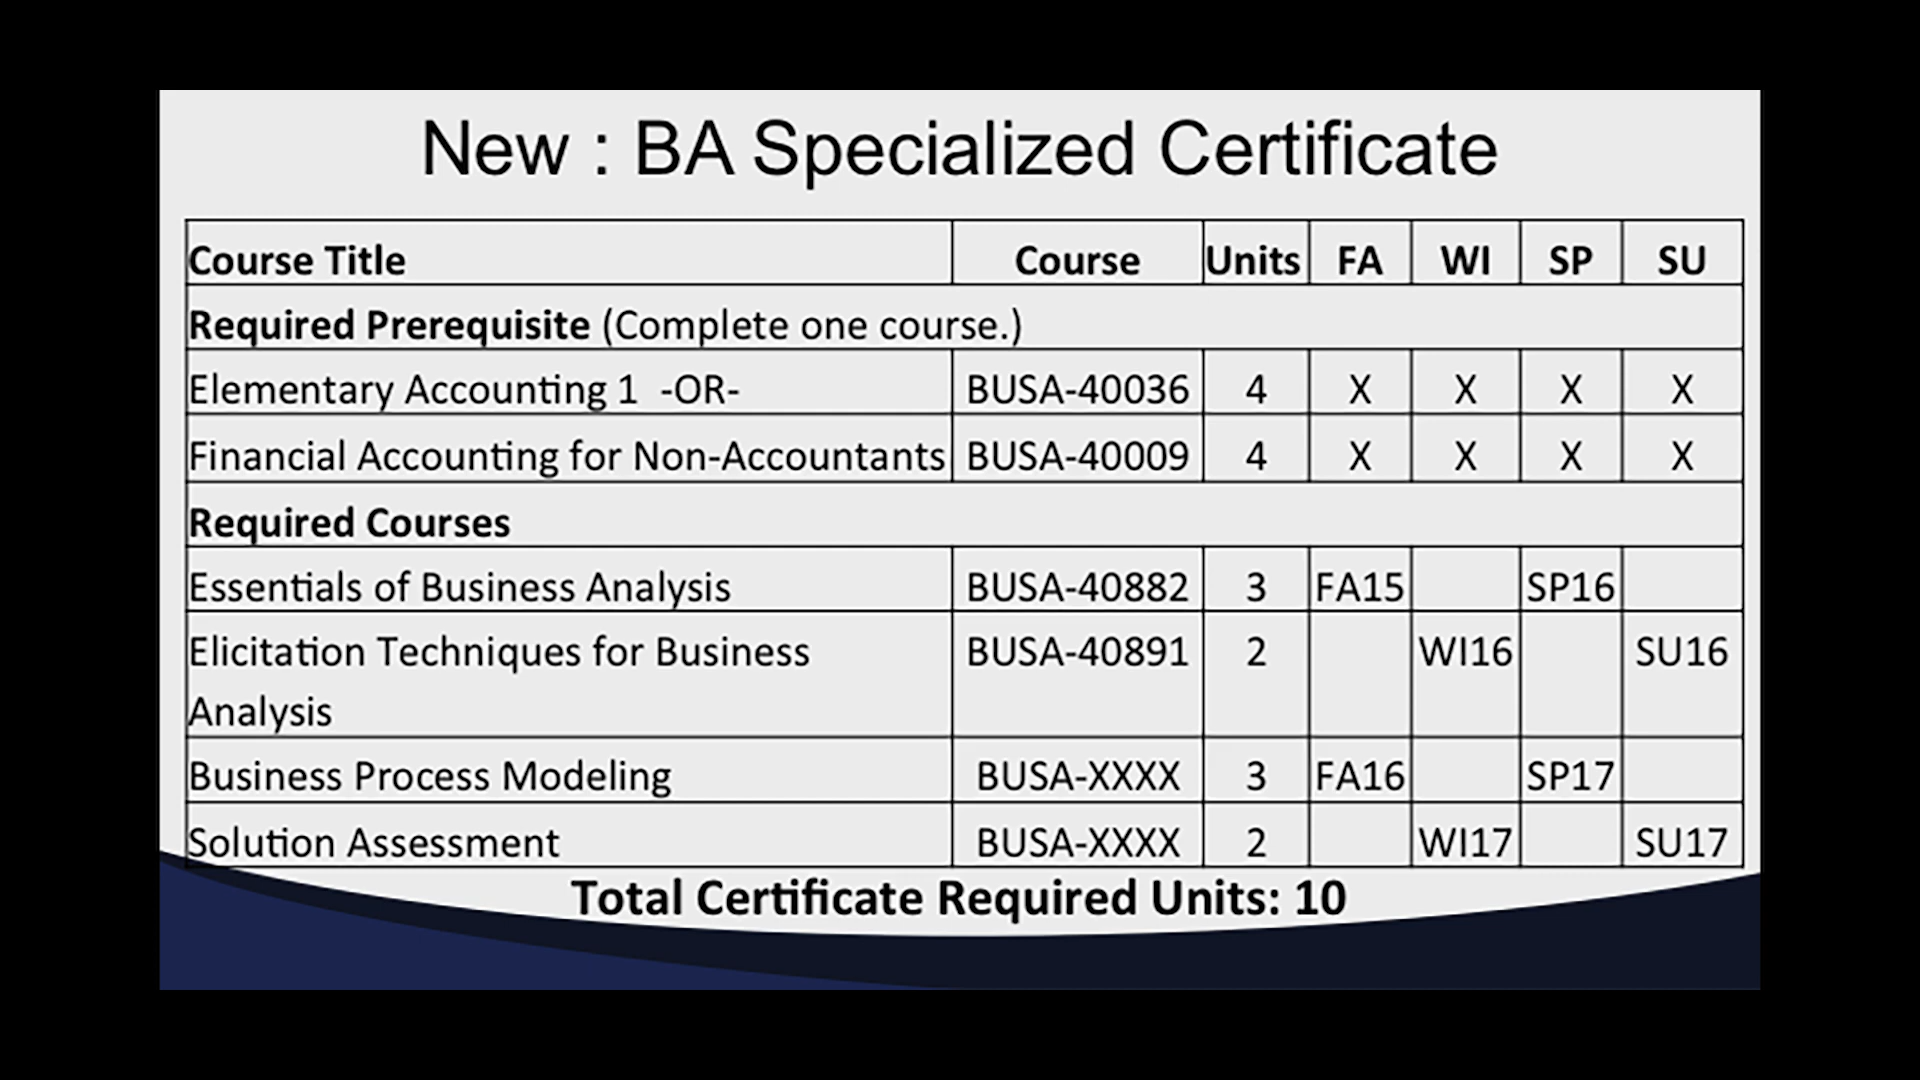 New : BA Specialized Certificate
Course Title Course Units FA WI SP SU
Required Prerequisite (Complete one course.)
Elementary Accounting 1 -OR- BUSA-40036 4 X X X X
Financial Accounting for Non-Accountants BUSA-40009 4 X X X X
Required Courses
Essentials of Business Analysis BUSA-40882 3 FA15 SP16
Elicitation Techniques for Business BUSA-40891 2 WI16 SU16
Analysis
Business Process Modeling BUSA-XXXX 3 FA16 SP17
Solution Assessment BUSA-XXXX 2 WI17 SU17
Total Certificate Required Units: 10